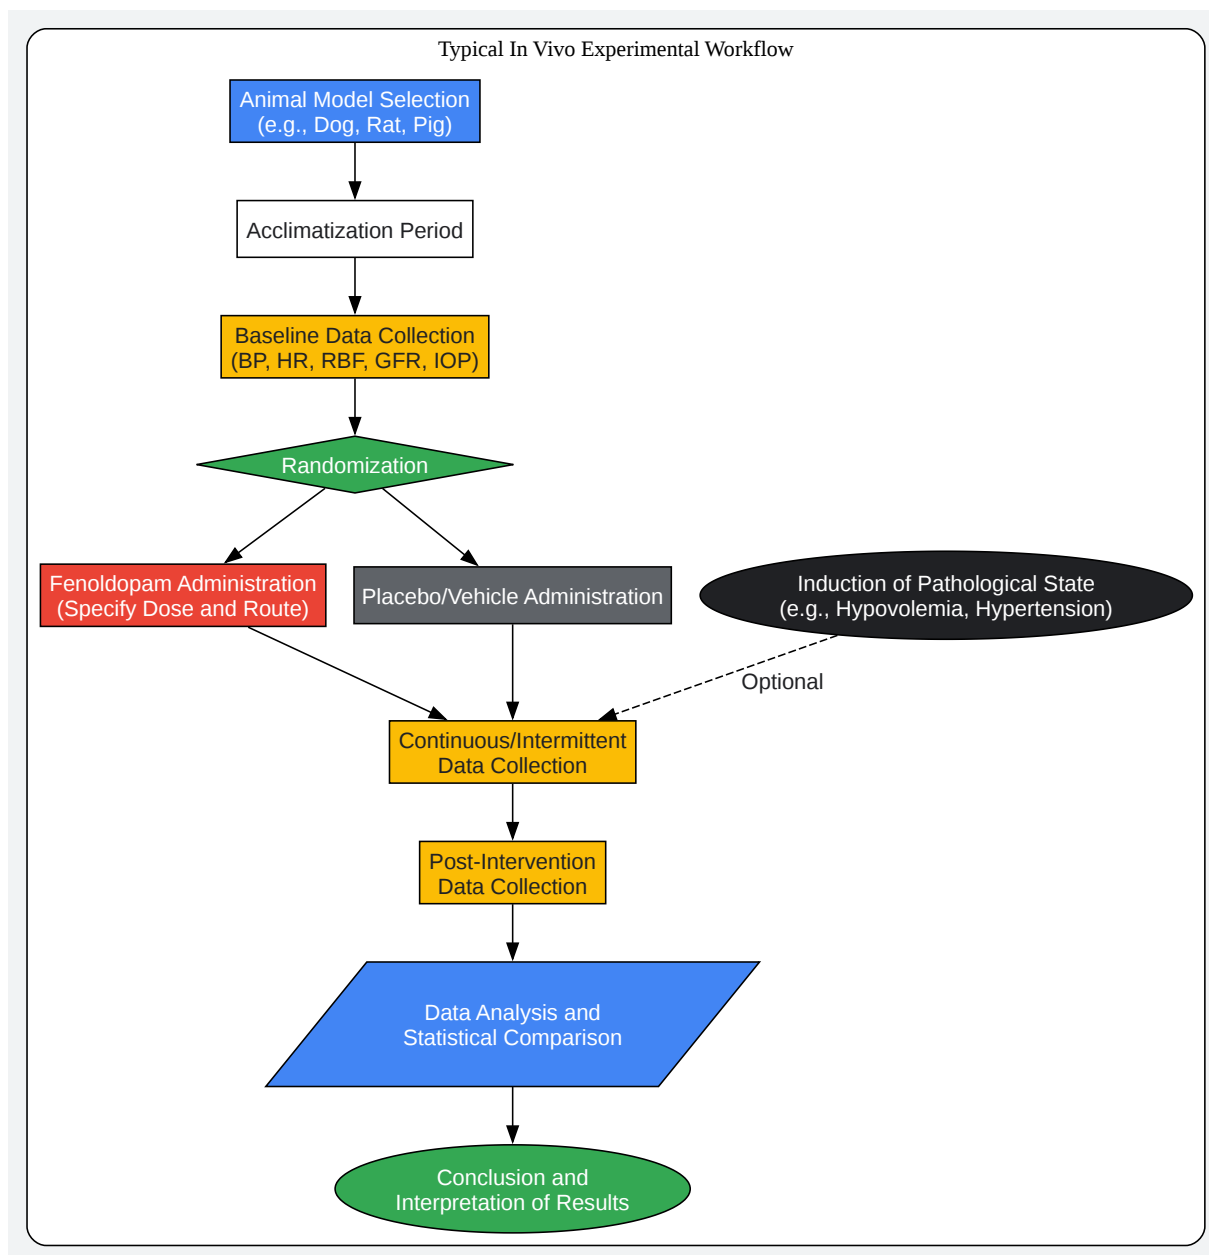 Typical In Vivo Experimental Workflow
Animal Model Selection
(e.g., Dog, Rat, Pig)
Acclimatization Period
Baseline Data Collection
(BP, HR, RBF, GFR, IOP)
Randomization
Fenoldopam Administration
(Specify Dose and Route)
Placebo/Vehicle Administration
Induction of Pathological State
(e.g., Hypovolemia, Hypertension)
Optional
Continuous/Intermittent
Data Collection
Post-Intervention
Data Collection
Data Analysis and
Statistical Comparison
Conclusion and
Interpretation of Results